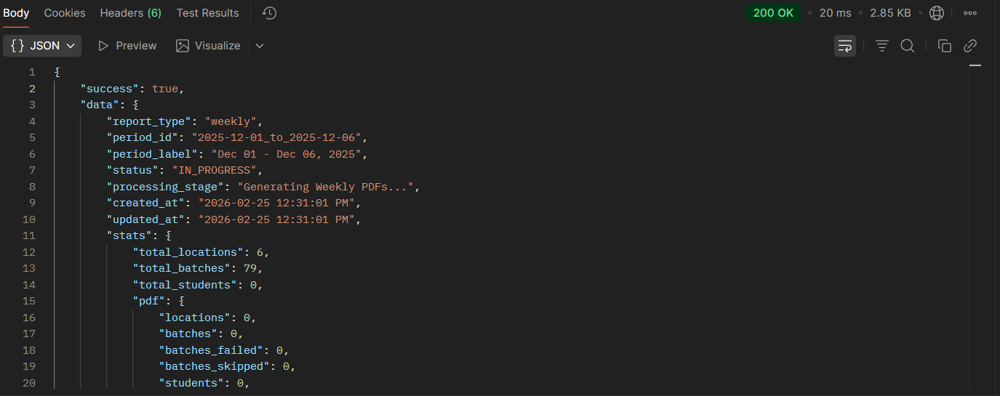 Body Cookies Headers (6) Test Results 200 OK • 20 ms • 2.85 KB •
{} JSON Preview Visualize
1 {
2 "success": true,
3 "data": {
4 "report_type": "weekly",
5 "period_id": "2025-12-01_to_2025-12-06",
6 "period_label": "Dec 01 - Dec 06, 2025",
7 "status": "IN_PROGRESS",
8 "processing_stage": "Generating Weekly PDFs...",
9 "created_at": "2026-02-25 12:31:01 PM",
10 "updated_at": "2026-02-25 12:31:01 PM",
11 "stats": {
12 "total_locations": 6,
13 "total_batches": 79,
14 "total_students": 0,
15 "pdf": {
16 "locations": 0,
17 "batches": 0,
18 "batches_failed": 0,
19 "batches_skipped": 0,
20 "students": 0,